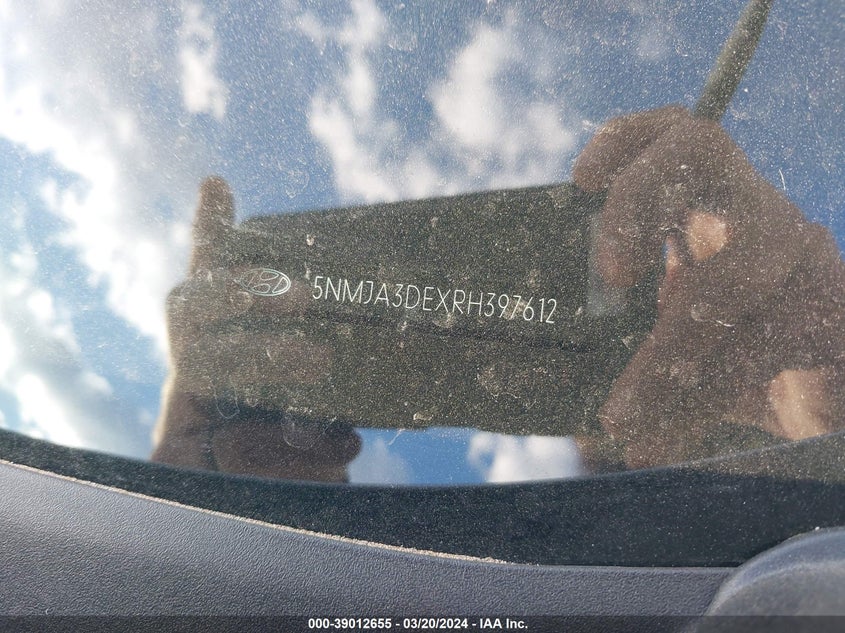 5NMJA3DEXRH397612
000-39012655 - 03/20/2024 - IAA Inc.